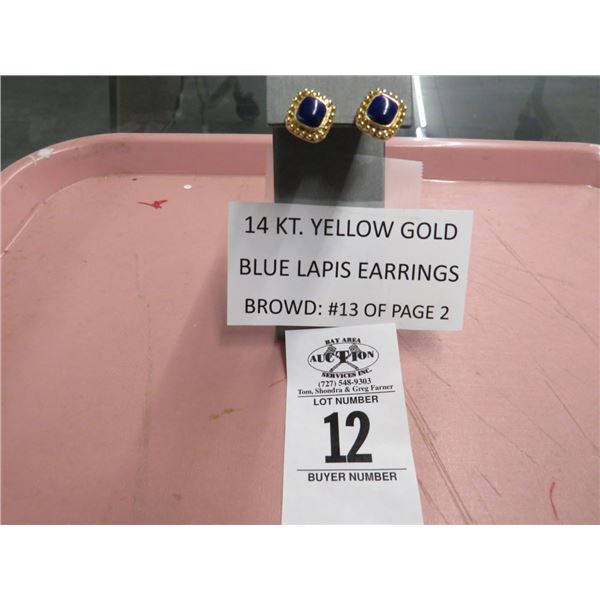 14 KT. YELLOW GOLD
BLUE LAPIS EARRINGS
BROWD: #13 OF PAGE 2
BAY AREA
AUCTION
SERVICES INC.
(727) 548-9303
Tom, Shondra & Greg Farner
LOT NUMBER
12
BUYER NUMBER